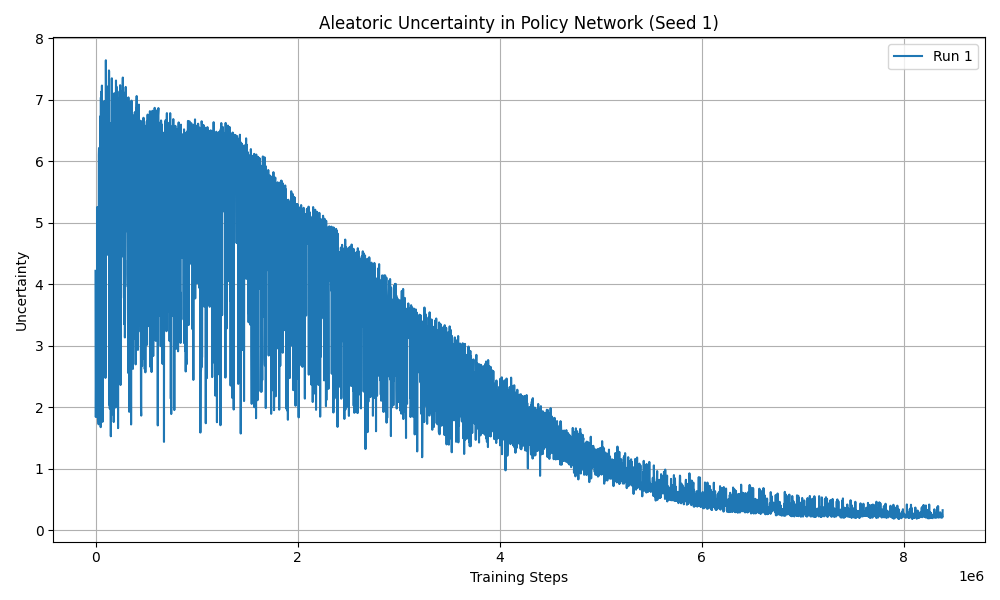 Aleatoric Uncertainty in Policy Network (Seed 1)
Run 1
Uncertainty
8
7
6
5
4
3
2
1
0
0 2 4 6 8
1e6
Training Steps